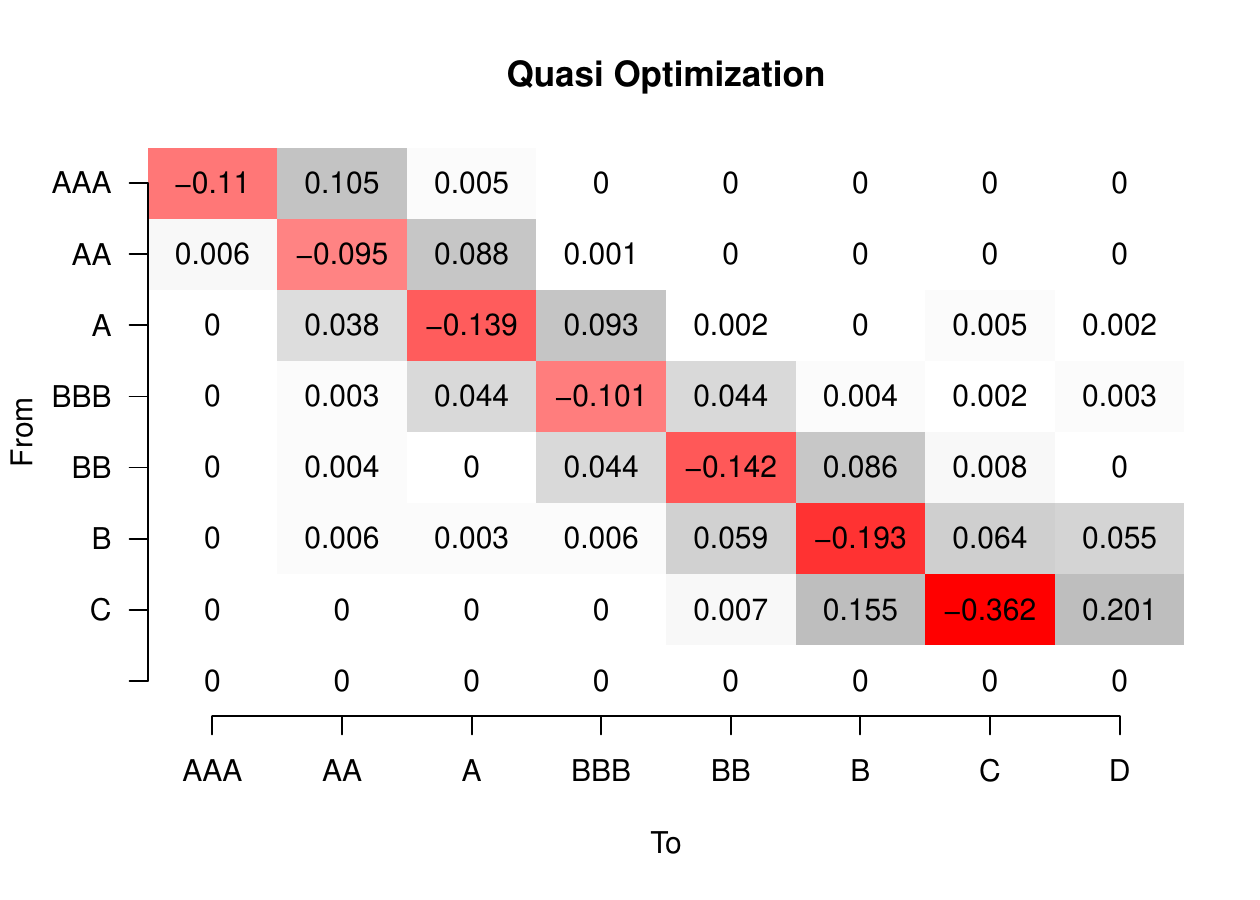 Quasi Optimization
AAA −0.11 0.105 0.005 0 0 0 0 0
AA 0.006 −0.095 0.088 0.001 0 0 0 0
A 0 0.038 −0.139 0.093 0.002 0 0.005 0.002
BBB 0 0.003 0.044 −0.101 0.044 0.004 0.002 0.003
BB 0 0.004 0 0.044 −0.142 0.086 0.008 0
B 0 0.006 0.003 0.006 0.059 −0.193 0.064 0.055
C 0 0 0 0 0.007 0.155 −0.362 0.201
0 0 0 0 0 0 0 0
From
AAA AA A BBB BB B C D
To